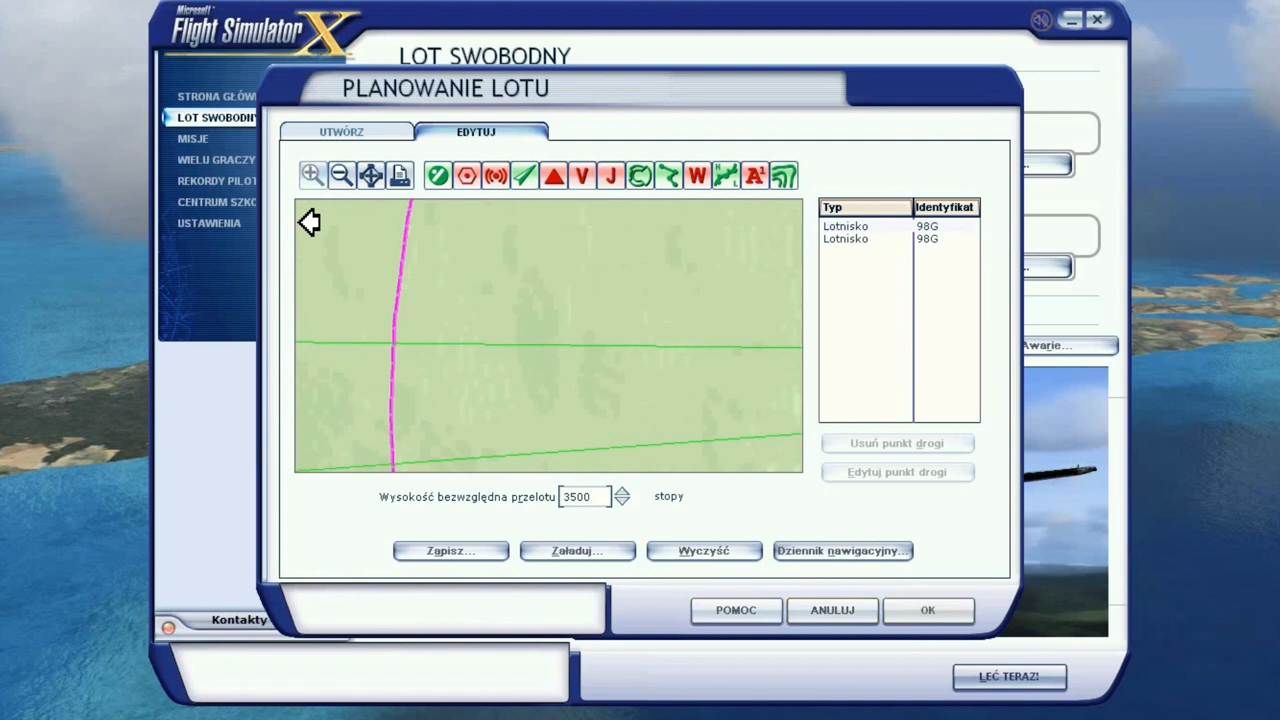 Microsoft
Flight Simulator X
LOT SWOBODNY
PLANOWANIE LOTU
STRONA GŁÓW
LOT SWOBODN
MISJE
WIELU GRACZY
REKORDY PILOT
CENTRUM SZKO
USTAWIENIA
UTWÓRZ
EDYTUJ
V
J
W
H
L
A¹
Typ
Identyfikat
Lotnisko
98G
Lotnisko
98G
...
...
Awarie...
Usuń punkt drogi
Edytuj punkt drogi
Wysokość bezwzględna przelotu
3500
stopy
Zapisz...
Załaduj...
Wyczyść
Dziennik nawigacyjny...
POMOC
ANULUJ
OK
Kontakty
LEĆ TERAZ!